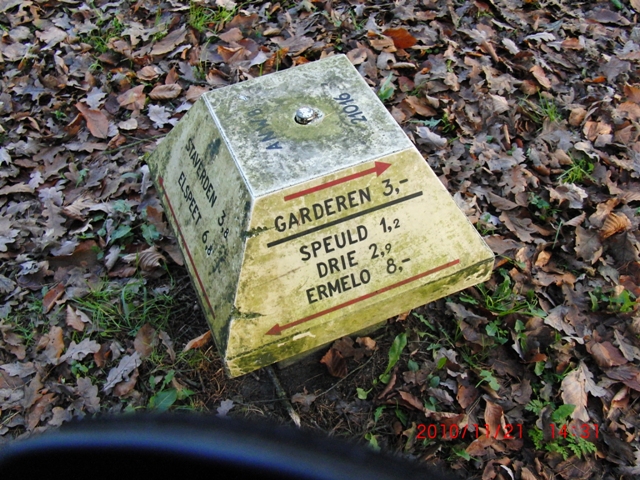 ANWB
2016
STAVERDEN 3,8
ELSPEET 6,8
GARDEREN 3,-
SPEULD 1,2
DRIE 2,9
ERMELO 8,-
2010/11/21 14:31